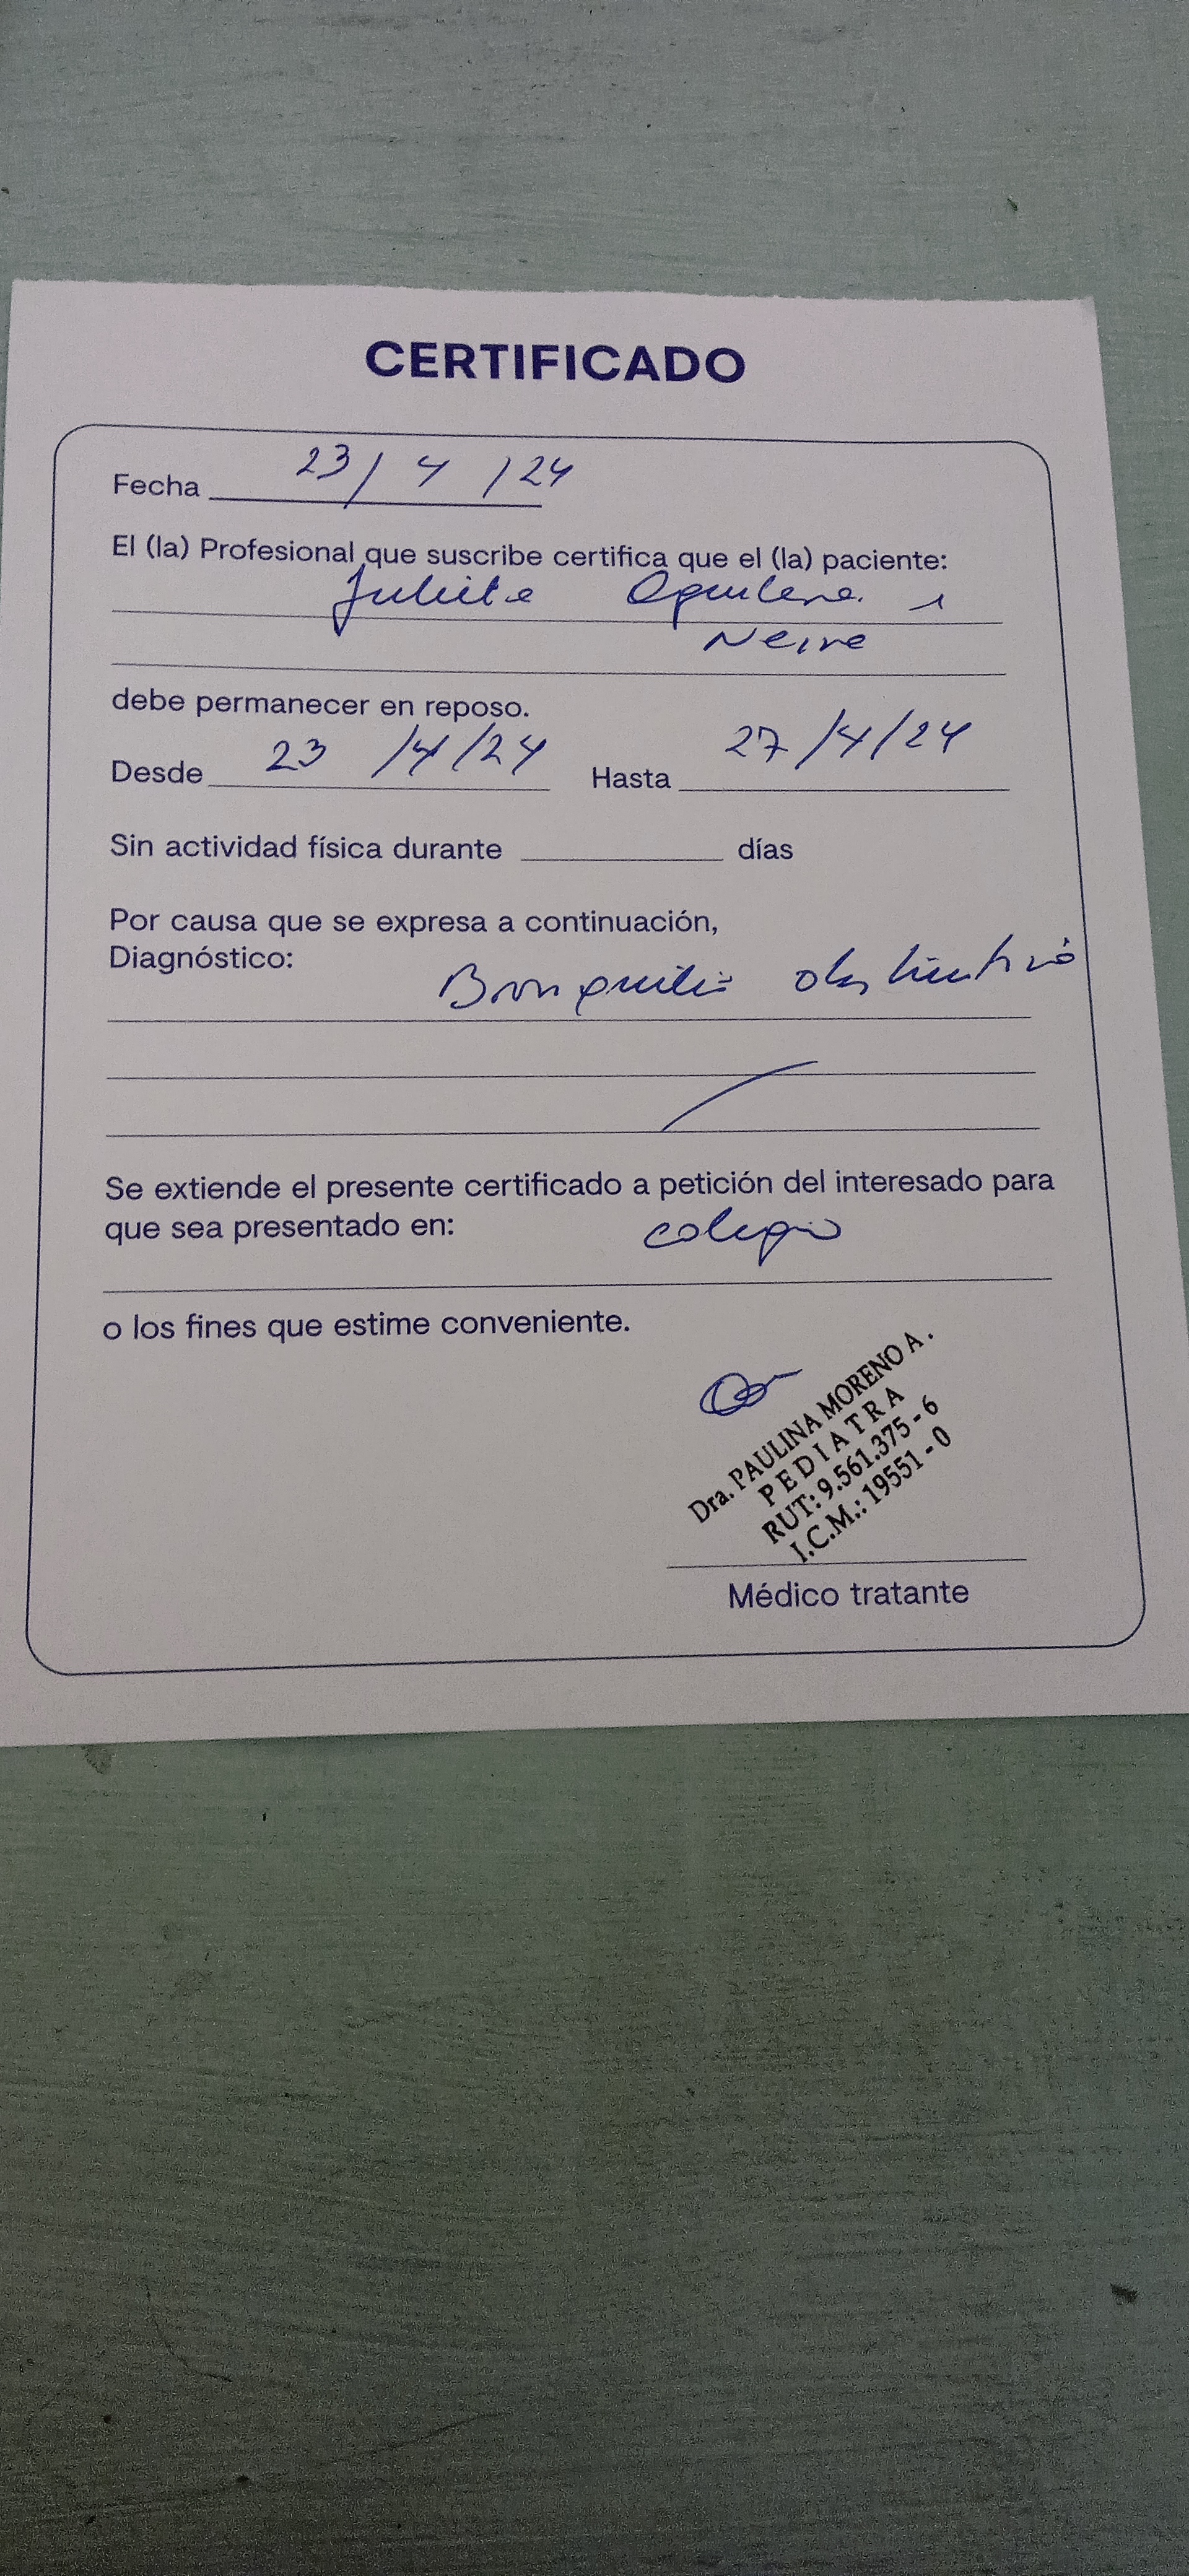 CERTIFICADO
Fecha 23 / 4 / 24
El (la) Profesional que suscribe certifica que el (la) paciente:
Julieta Aguilera
Neira
debe permanecer en reposo.
Desde 23 /4/24 Hasta 27/4/24
Sin actividad física durante ________ días
Por causa que se expresa a continuación,
Diagnóstico:
Bronquitis obstructiva
Se extiende el presente certificado a petición del interesado para
que sea presentado en: colegio
o los fines que estime conveniente.
Dra. PAULINA MORENO A.
PEDIATRA
RUT: 9.561.375-6
I.C.M.: 19551-0
Médico tratante